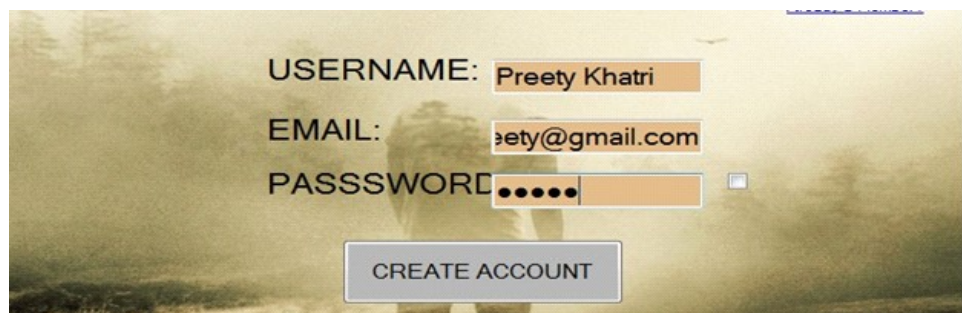 USERNAME: Preety Khatri
EMAIL: eety@gmail.com
PASSSWORD •••••
CREATE ACCOUNT